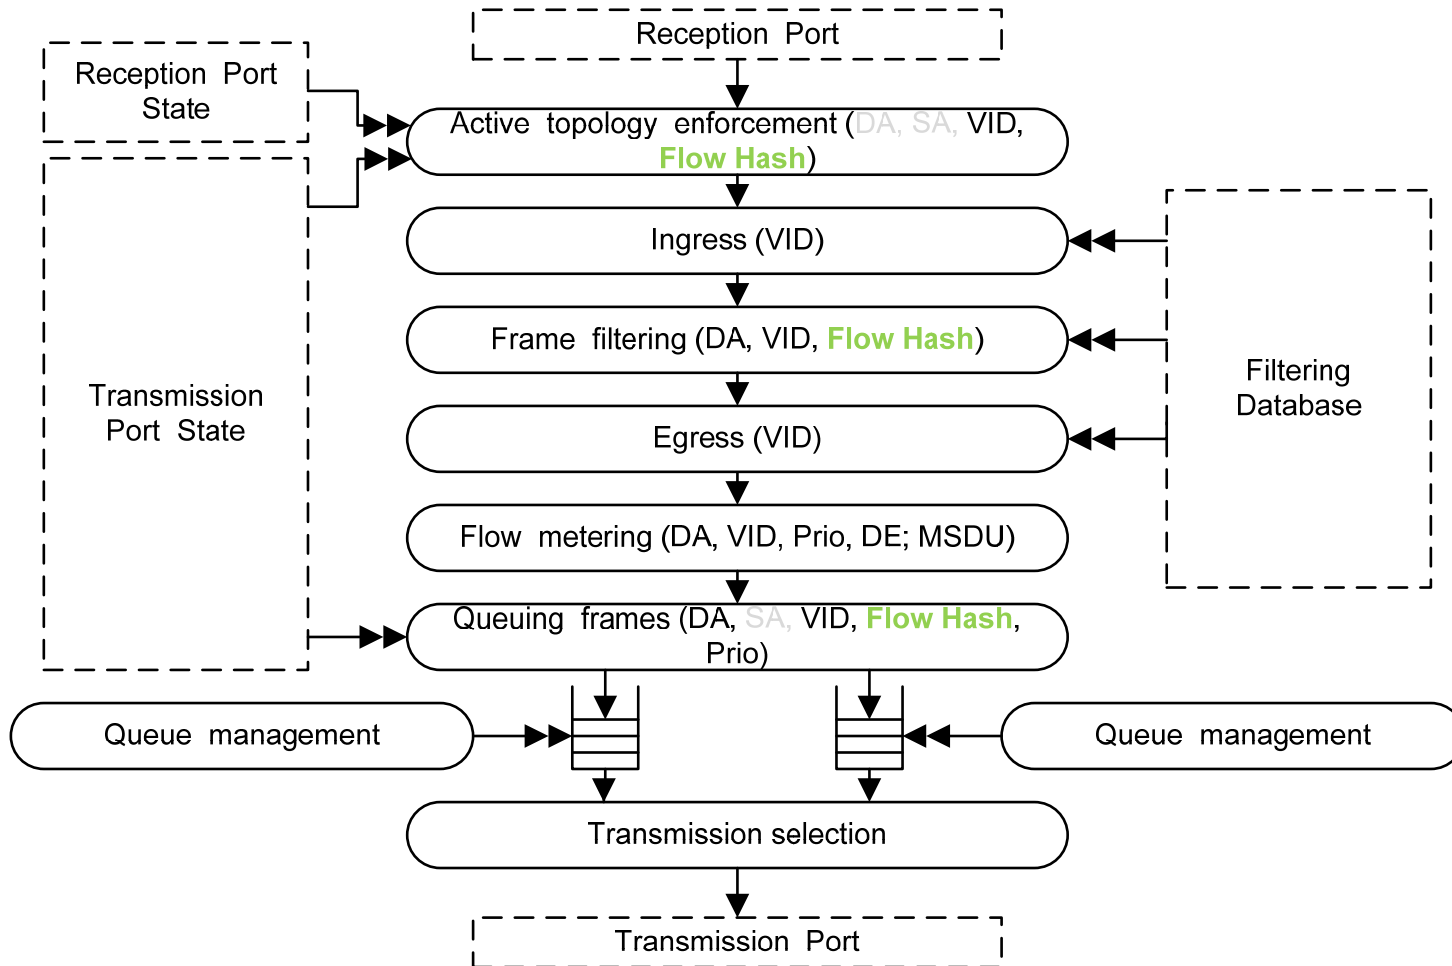 Reception Port
Reception Port
State
Active topology enforcement (DA, SA, VID,
Flow Hash)
Ingress (VID)
Frame filtering (DA, VID, Flow Hash)
Transmission
Port State
Filtering
Database
Egress (VID)
Flow metering (DA, VID, Prio, DE; MSDU)
Queuing frames (DA, SA, VID, Flow Hash,
Prio)
Queue management
Queue management
Transmission selection
Transmission Port